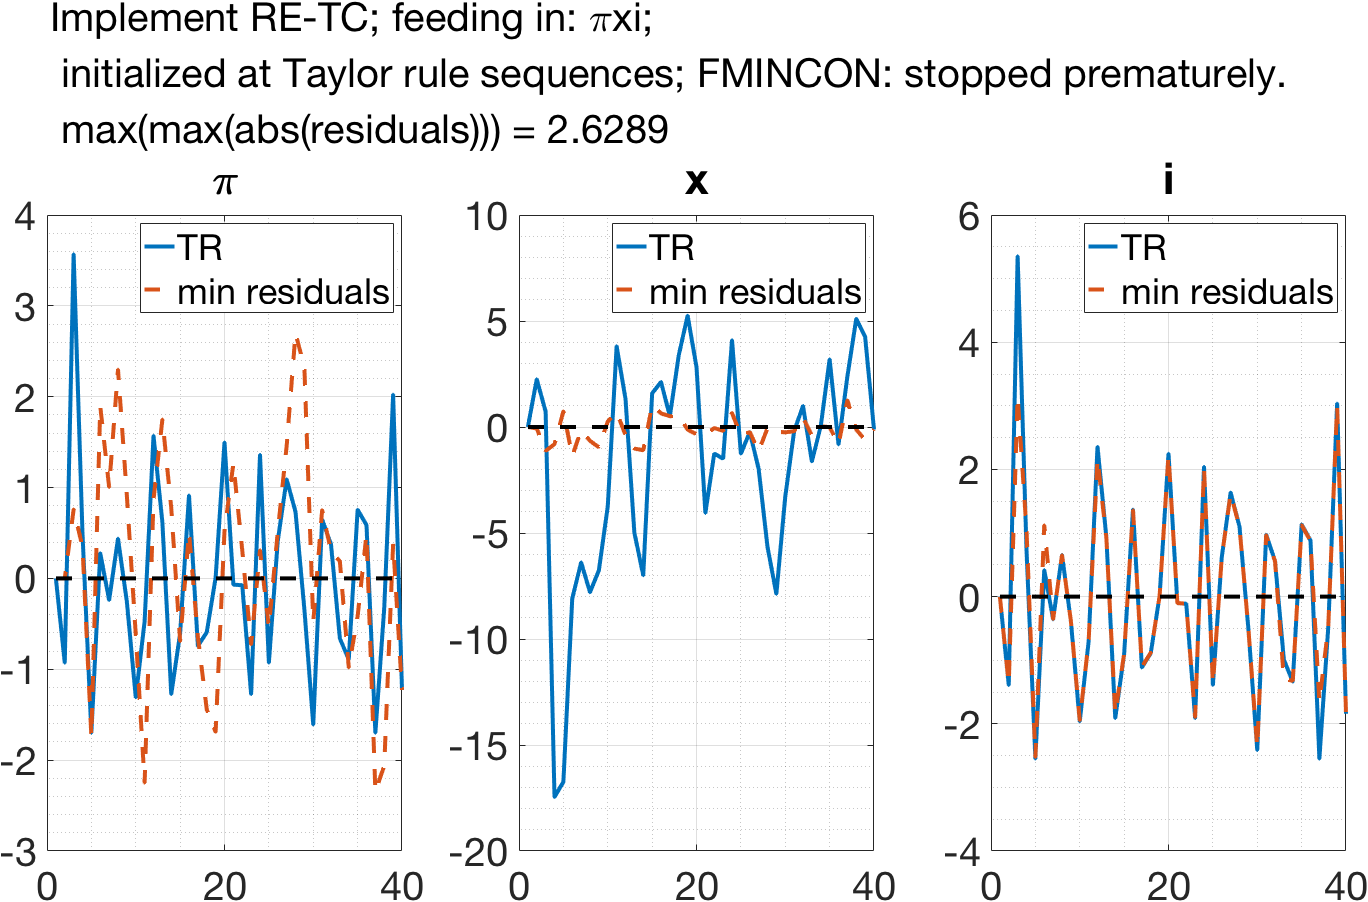 Implement RE-TC; feeding in: πxi;
initialized at Taylor rule sequences; FMINCON: stopped prematurely.
max(max(abs(residuals))) = 2.6289
π
4
3
2
1
0
-1
-2
-3
0
20
40
TR
min residuals
x
10
5
0
-5
-10
-15
-20
0
20
40
TR
min residuals
i
6
4
2
0
-2
-4
0
20
40
TR
min residuals